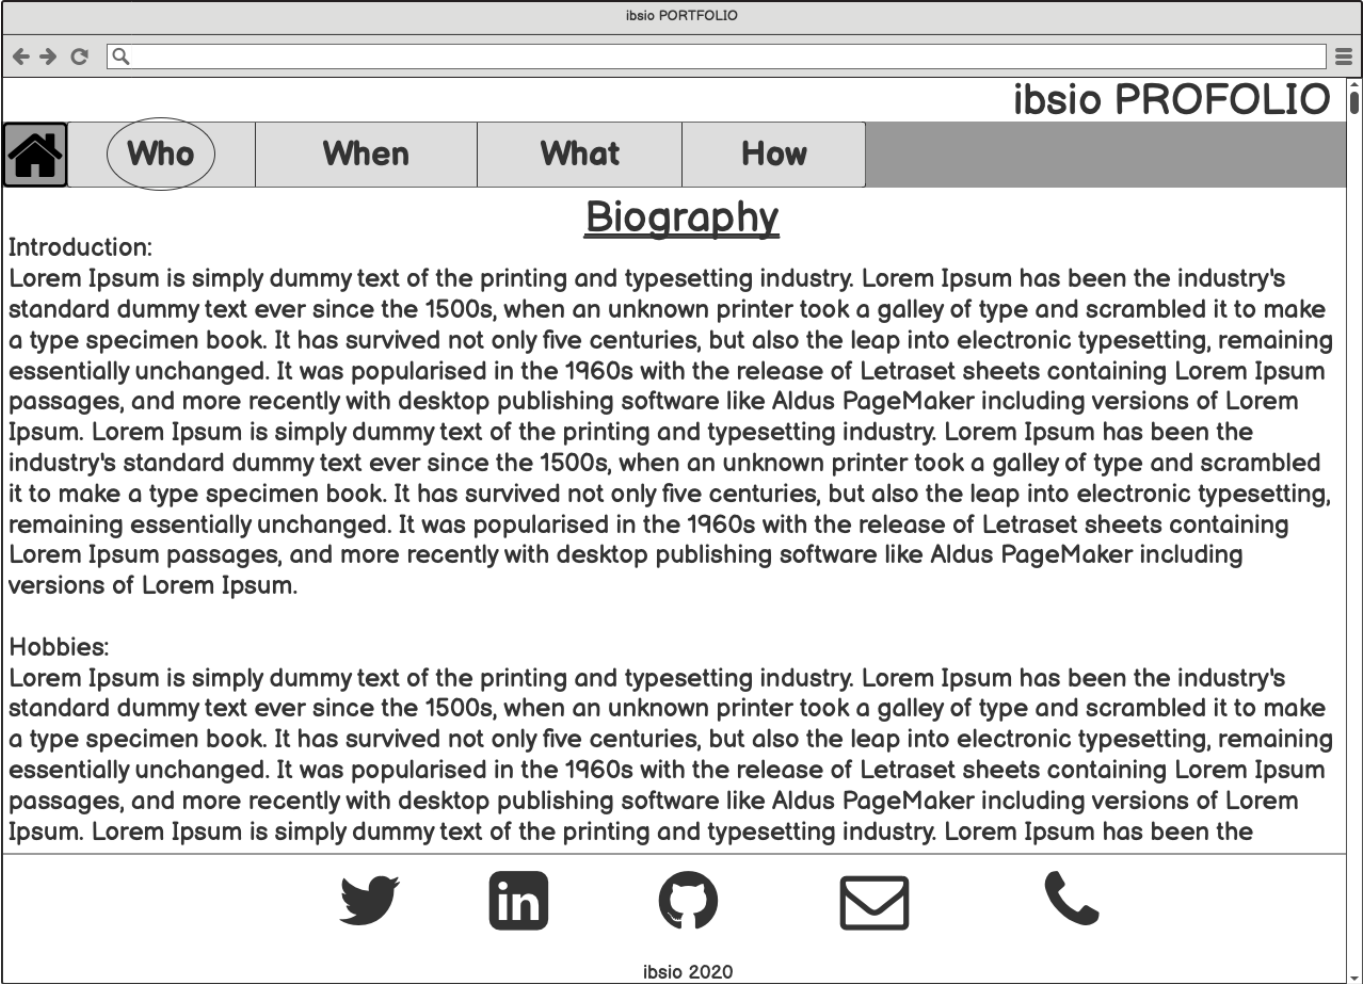 ibsio PORTFOLIO
ibsio PROFOLIO
Who When What How
Biography
Introduction:
Lorem Ipsum is simply dummy text of the printing and typesetting industry. Lorem Ipsum has been the industry's
standard dummy text ever since the 1500s, when an unknown printer took a galley of type and scrambled it to make
a type specimen book. It has survived not only five centuries, but also the leap into electronic typesetting, remaining
essentially unchanged. It was popularised in the 1960s with the release of Letraset sheets containing Lorem Ipsum
passages, and more recently with desktop publishing software like Aldus PageMaker including versions of Lorem
Ipsum. Lorem Ipsum is simply dummy text of the printing and typesetting industry. Lorem Ipsum has been the
industry's standard dummy text ever since the 1500s, when an unknown printer took a galley of type and scrambled
it to make a type specimen book. It has survived not only five centuries, but also the leap into electronic typesetting,
remaining essentially unchanged. It was popularised in the 1960s with the release of Letraset sheets containing
Lorem Ipsum passages, and more recently with desktop publishing software like Aldus PageMaker including
versions of Lorem Ipsum.
Hobbies:
Lorem Ipsum is simply dummy text of the printing and typesetting industry. Lorem Ipsum has been the industry's
standard dummy text ever since the 1500s, when an unknown printer took a galley of type and scrambled it to make
a type specimen book. It has survived not only five centuries, but also the leap into electronic typesetting, remaining
essentially unchanged. It was popularised in the 1960s with the release of Letraset sheets containing Lorem Ipsum
passages, and more recently with desktop publishing software like Aldus PageMaker including versions of Lorem
Ipsum. Lorem Ipsum is simply dummy text of the printing and typesetting industry. Lorem Ipsum has been the
in
ibsio 2020